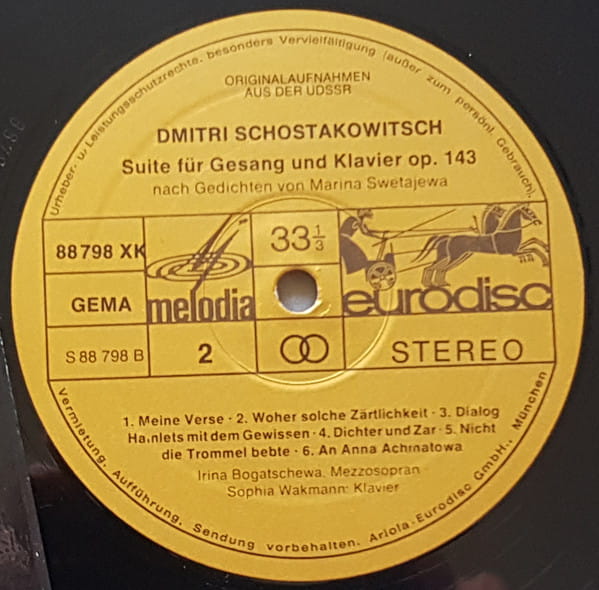 Urheber- u. Leistungsschutzrechte, besonders Vervielfältigung (außer zum persönl. Gebrauch),
ORIGINALAUFNAHMEN
AUS DER UDSSR
DMITRI SCHOSTAKOWITSCH
Suite für Gesang und Klavier op. 143
nach Gedichten von Marina Swetajewa
88798 XK
33 1/3
GEMA
melodia
eurodisc
S 88 798 B
2
STEREO
1. Meine Verse · 2. Woher solche Zärtlichkeit · 3. Dialog
Hamlets mit dem Gewissen · 4. Dichter und Zar · 5. Nicht
die Trommel bebte · 6. An Anna Achmatowa
Irina Bogatschewa, Mezzosopran
Sophia Wakmann: Klavier
Vermietung, Aufführung, Sendung vorbehalten. Ariola-Eurodisc GmbH., München